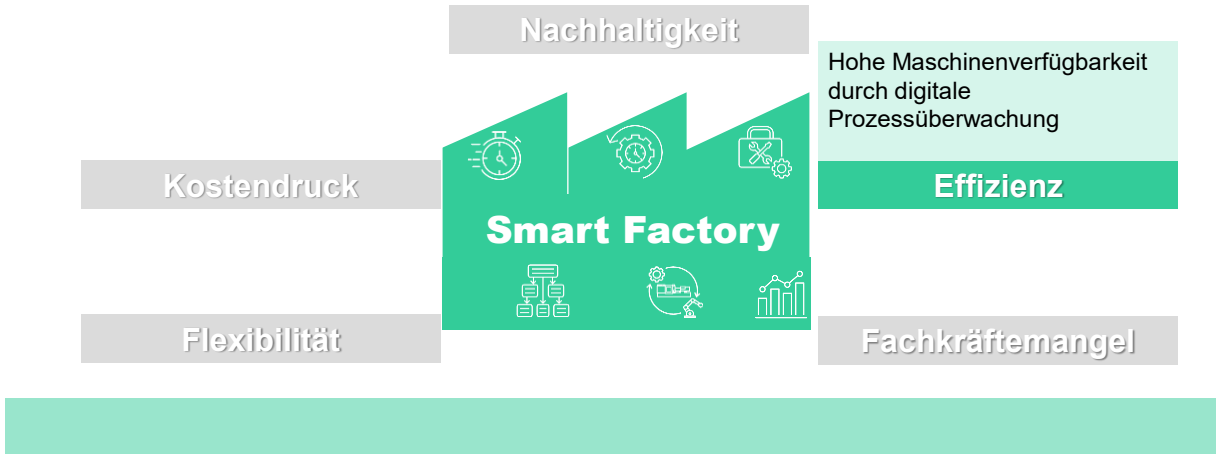 Nachhaltigkeit
Hohe Maschinenverfügbarkeit
durch digitale
Prozessüberwachung
Kostendruck
Effizienz
Smart Factory
Flexibilität
Fachkräftemangel